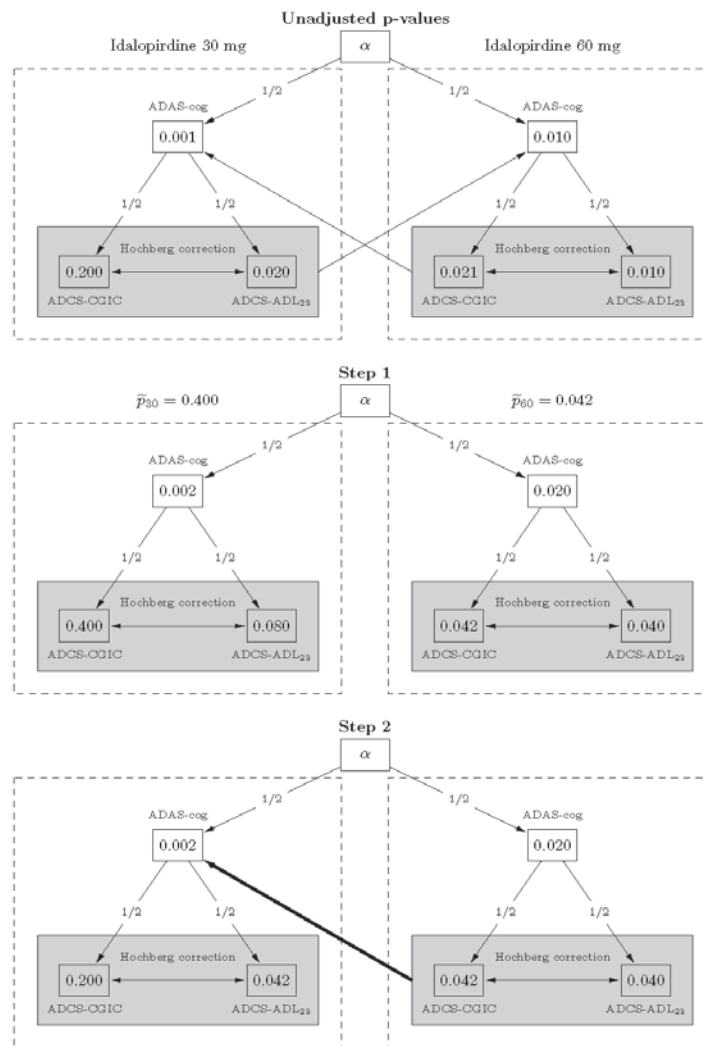 Unadjusted p-values
Idalopirdine 30 mg
α
Idalopirdine 60 mg
1/2
1/2
ADAS-cog
ADAS-cog
0.001
0.010
1/2
1/2
1/2
1/2
Hochberg correction
Hochberg correction
0.200
0.020
0.021
0.010
ADCS-CGIC
ADCS-ADL₂₃
ADCS-CGIC
ADCS-ADL₂₃
Step 1
p̃₃₀ = 0.400
α
p̃₆₀ = 0.042
1/2
1/2
ADAS-cog
ADAS-cog
0.002
0.020
1/2
1/2
1/2
1/2
Hochberg correction
Hochberg correction
0.400
0.080
0.042
0.040
ADCS-CGIC
ADCS-ADL₂₃
ADCS-CGIC
ADCS-ADL₂₃
Step 2
α
1/2
1/2
ADAS-cog
ADAS-cog
0.002
0.020
1/2
1/2
1/2
1/2
Hochberg correction
Hochberg correction
0.200
0.042
0.042
0.040
ADCS-CGIC
ADCS-ADL₂₃
ADCS-CGIC
ADCS-ADL₂₃